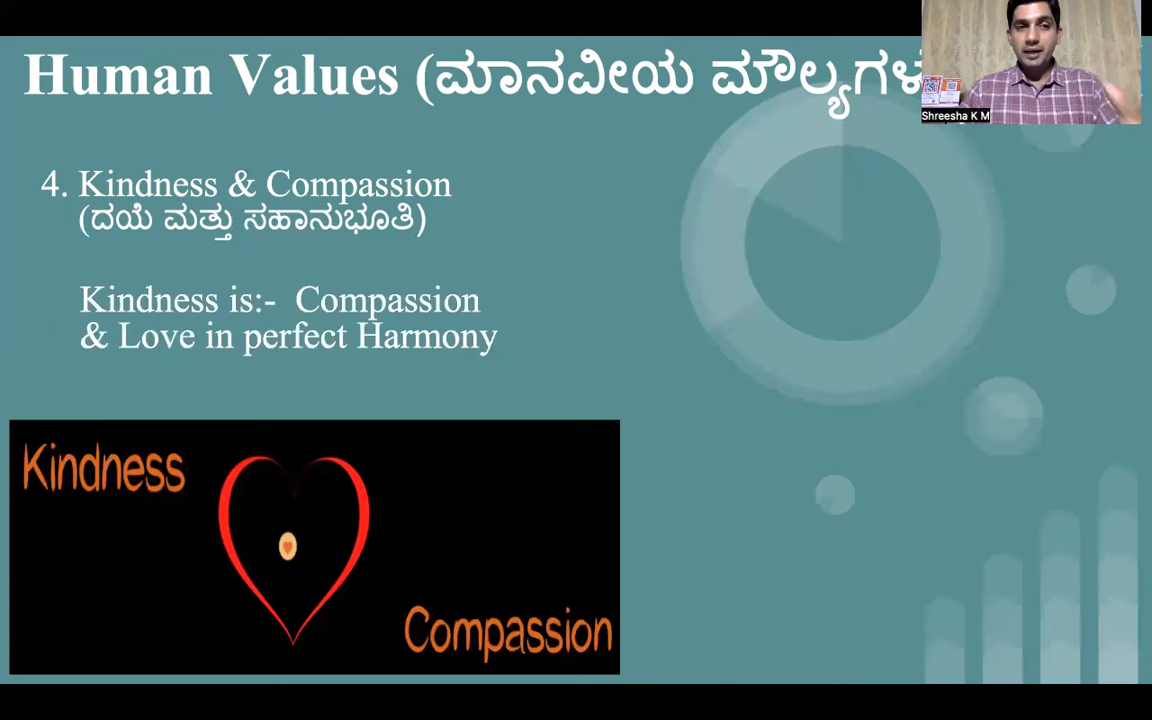 Human Values (ಮಾನವೀಯ
4. Kindness & Compassion
(ದಯೆ ಮತ್ತು ಸಹಾನುಭೂತಿ)
Kindness is:- Compassion
& Love in perfect Harmony
Kindness
Compassion
Shreesha K M